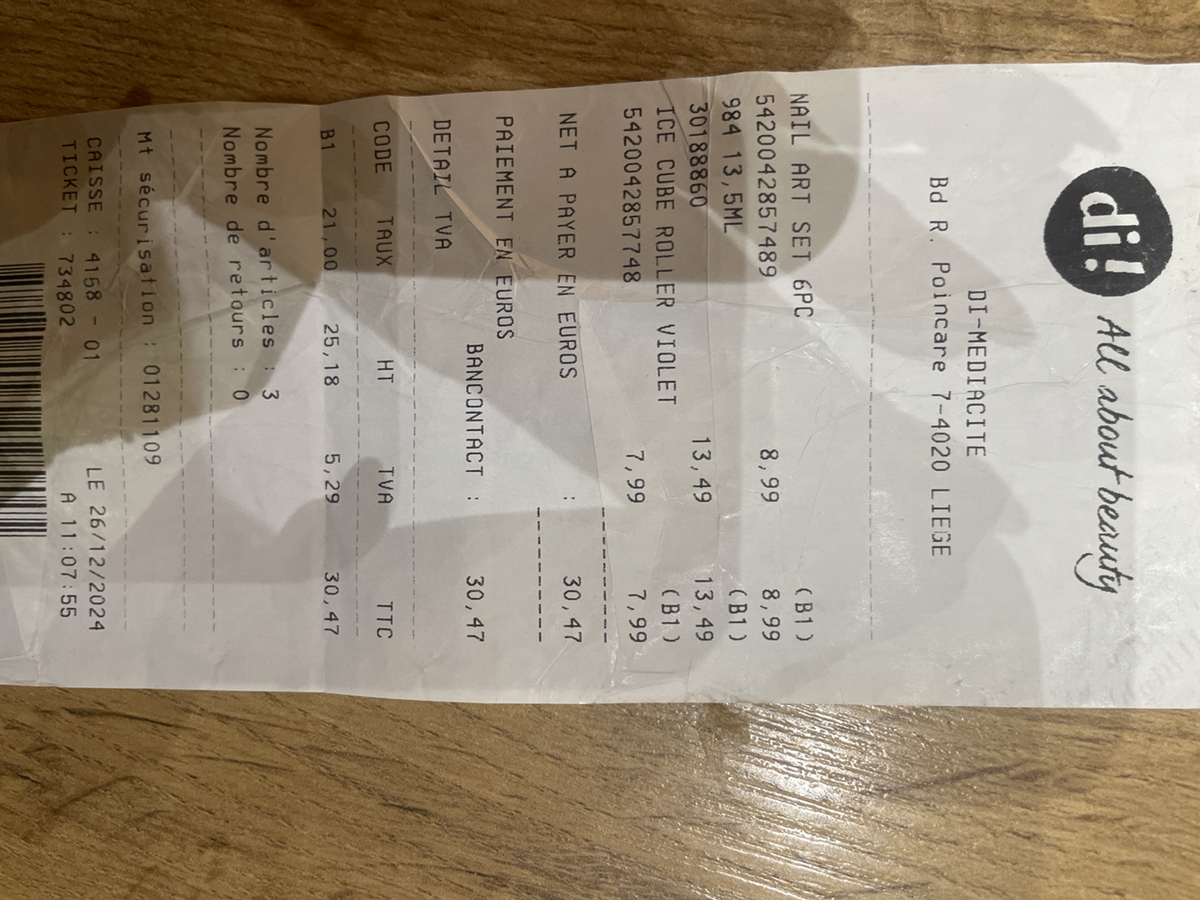 di! All about beauty
DI-MEDIACITE
Bd R. Poincare 7-4020 LIEGE
NAIL ART SET 6PC (B1)
5420042857489 8,99 8,99
984 13,5ML (B1)
30188860 13,49 13,49
ICE CUBE ROLLER VIOLET (B1)
5420042857748 7,99 7,99
NET A PAYER EN EUROS : 30,47
PAIEMENT EN EUROS
BANCONTACT : 30,47
DETAIL TVA
CODE TAUX HT TVA TTC
B1 21,00 25,18 5,29 30,47
Nombre d'articles : 3
Nombre de retours : 0
Mt sécurisation : 01281109
CAISSE : 4158 - 01 LE 26/12/2024
TICKET : 734802 A 11:07:55